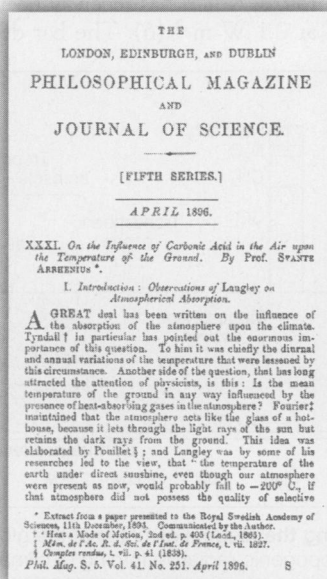 THE
LONDON, EDINBURGH, AND DUBLIN
PHILOSOPHICAL MAGAZINE
AND
JOURNAL OF SCIENCE.
[FIFTH SERIES.]
APRIL 1896.
XXXI. On the Influence of Carbonic Acid in the Air upon
the Temperature of the Ground. By Prof. SVANTE
ARRHENIUS *.
I. Introduction : Observations of Langley on
Atmospherical Absorption.
A GREAT deal has been written on the influence of
the absorption of the atmosphere upon the climate.
Tyndall † in particular has pointed out the enormous im-
portance of this question. To him it was chiefly the diurnal
and annual variations of the temperature that were lessened by
this circumstance. Another side of the question, that has long
attracted the attention of physicists, is this : Is the mean
temperature of the ground in any way influenced by the
presence of heat-absorbing gases in the atmosphere ? Fourier ‡
maintained that the atmosphere acts like the glass of a hot-
house, because it lets through the light rays of the sun but
retains the dark rays from the ground. This idea was
elaborated by Pouillet § ; and Langley was by some of his
researches led to the view, that " the temperature of the
earth under direct sunshine, even though our atmosphere
were present as now, would probably fall to −200° C., if
that atmosphere did not possess the quality of selective
* Extract from a paper presented to the Royal Swedish Academy of
Sciences, 11th December, 1895. Communicated by the Author.
† ' Heat a Mode of Motion,' 2nd ed. p. 405 (Lond., 1865).
‡ Mém. de l'Ac. R. d. Sci. de l'Inst. de France, t. vii. 1827.
§ Comptes rendus, t. vii. p. 41 (1838).
Phil. Mag. S. 5. Vol. 41. No. 251. April 1896. S